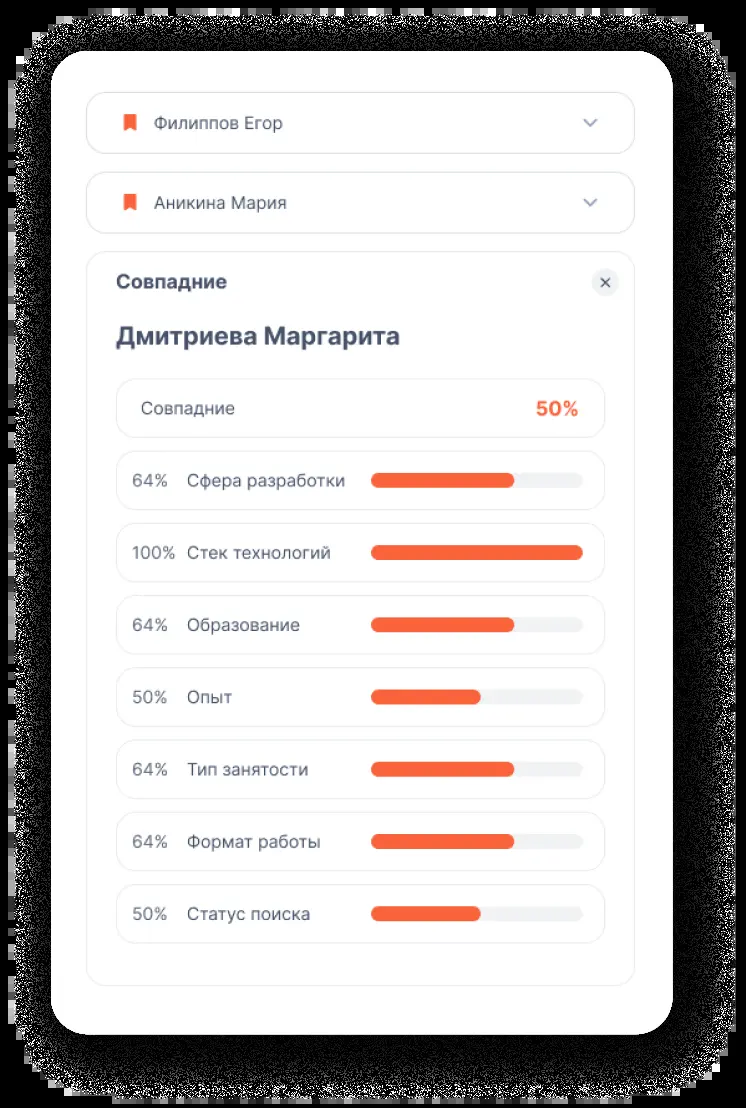 Филиппов Егор
Аникина Мария
Совпадние
Дмитриева Маргарита
Совпадние 50%
64% Сфера разработки
100% Стек технологий
64% Образование
50% Опыт
64% Тип занятости
64% Формат работы
50% Статус поиска